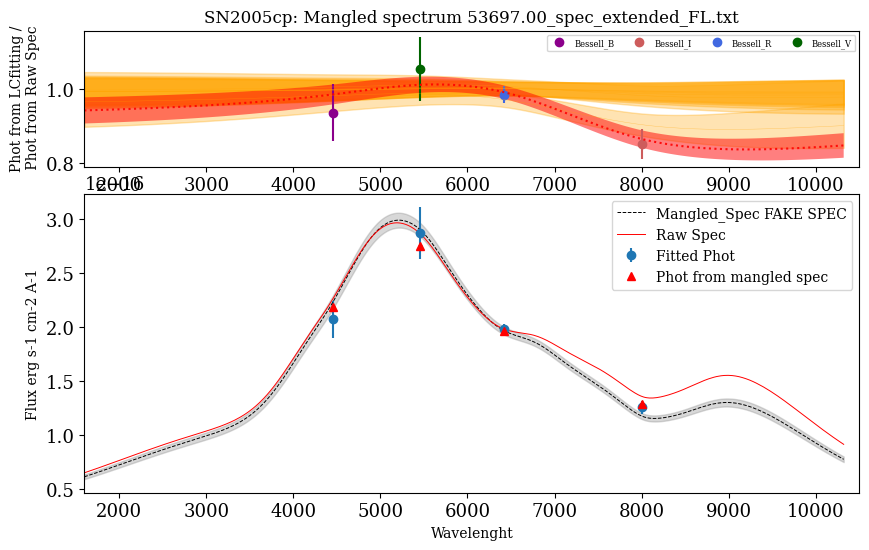 SN2005cp: Mangled spectrum 53697.00_spec_extended_FL.txt
Phot from LCfitting /
Phot from Raw Spec
Bessell_B Bessell_I Bessell_R Bessell_V
1.0
0.8
2000 3000 4000 5000 6000 7000 8000 9000 10000
1e−16
Flux erg s-1 cm-2 A-1
Mangled_Spec FAKE SPEC
Raw Spec
Fitted Phot
Phot from mangled spec
3.0
2.5
2.0
1.5
1.0
0.5
2000 3000 4000 5000 6000 7000 8000 9000 10000
Wavelenght